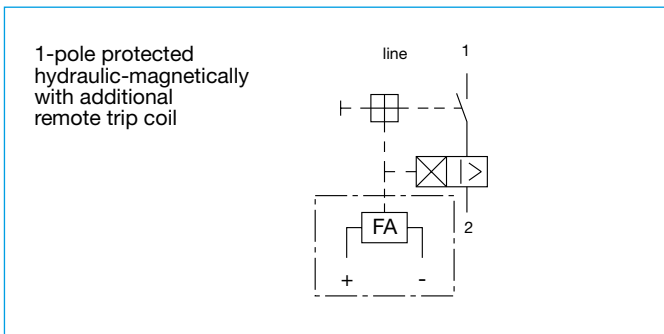 1-pole protected
hydraulic-magnetically
with additional
remote trip coil
line
1
I>
2
FA
+ -